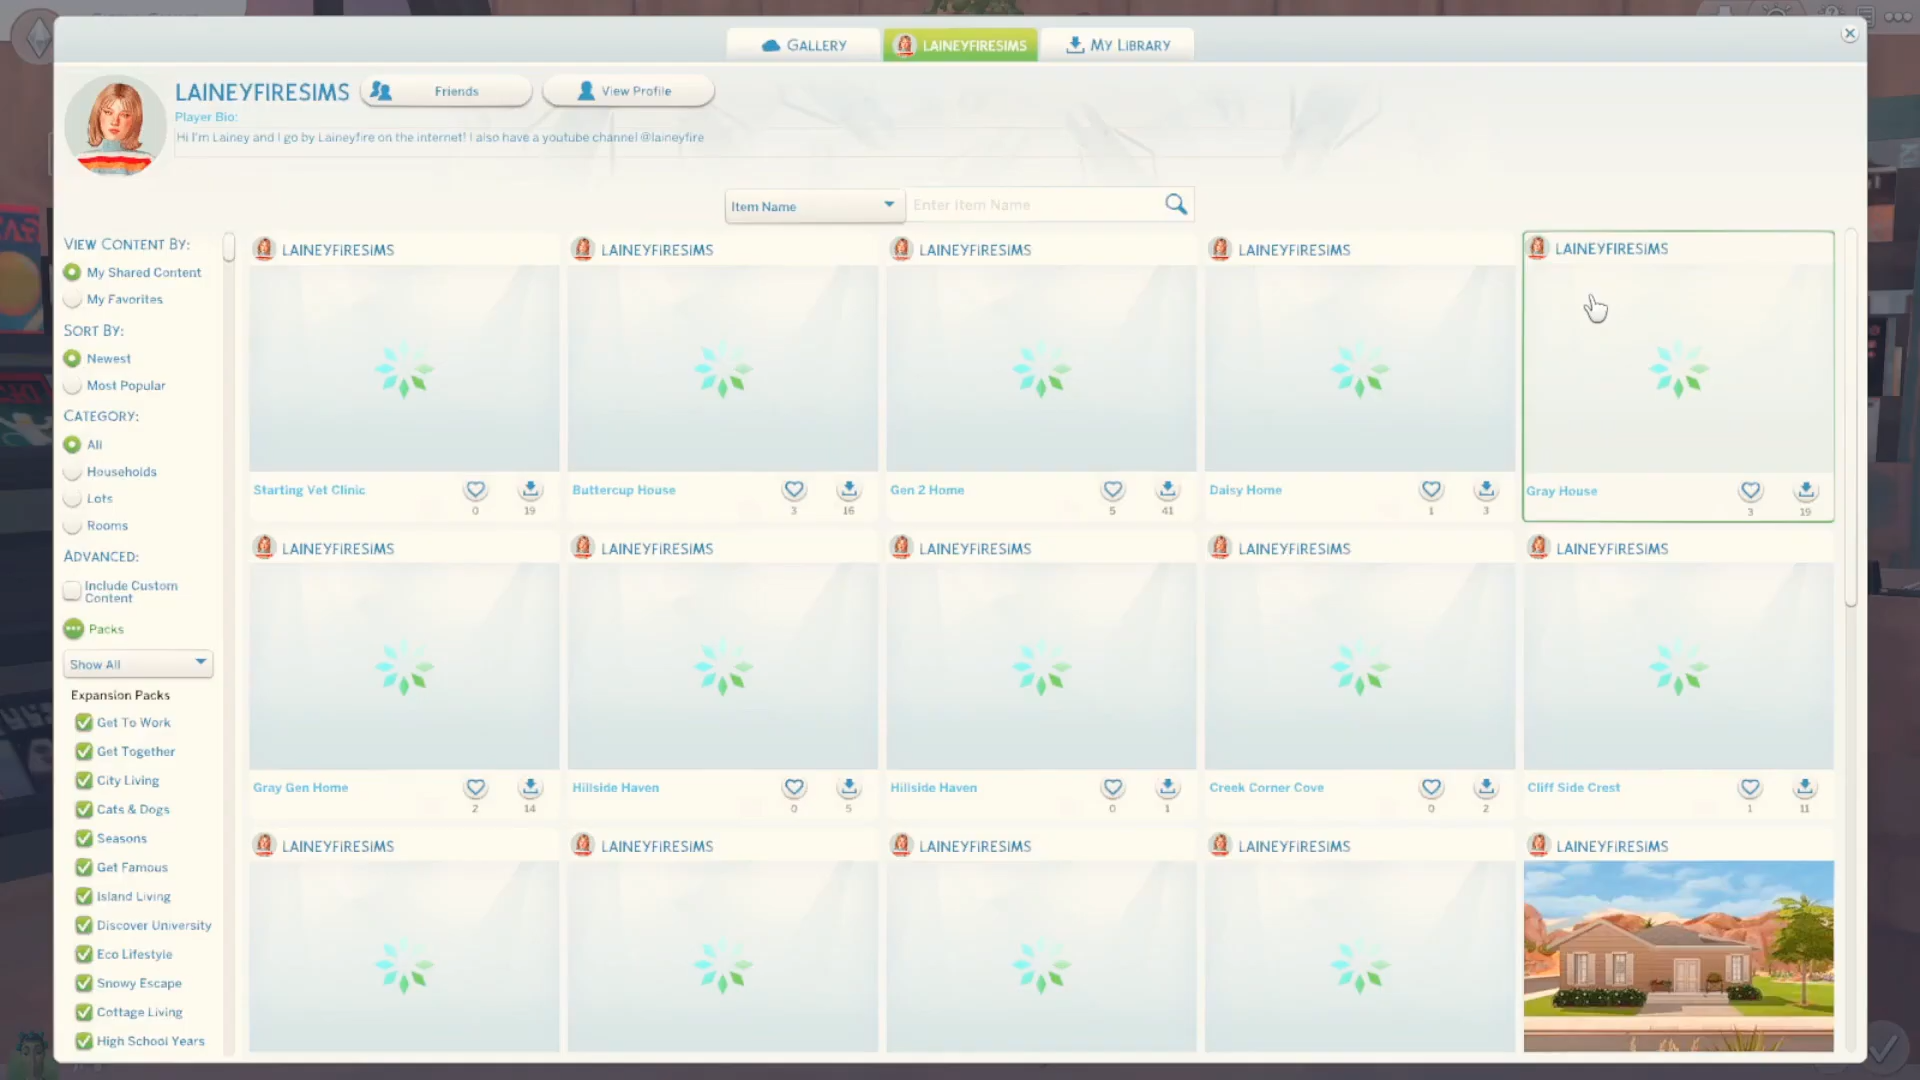 GALLERY
LAINEYFIRESIMS
MY LIBRARY
LAINEYFIRESIMS
Friends
View Profile
Player Bio:
Hi I'm Lainey and I go by Laineyfire on the internet! I also have a youtube channel @laineyfire
Item Name
Enter Item Name
VIEW CONTENT BY:
My Shared Content
My Favorites
SORT BY:
Newest
Most Popular
CATEGORY:
All
Households
Lots
Rooms
ADVANCED:
Include Custom
Content
Packs
Show All
Expansion Packs
Get To Work
Get Together
City Living
Cats & Dogs
Seasons
Get Famous
Island Living
Discover University
Eco Lifestyle
Snowy Escape
Cottage Living
High School Years
LAINEYFIRESIMS
LAINEYFIRESIMS
LAINEYFIRESIMS
LAINEYFIRESIMS
LAINEYFIRESIMS
Starting Vet Clinic 0 19
Buttercup House 3 16
Gen 2 Home 5 41
Daisy Home 1 3
Gray House 3 19
LAINEYFIRESIMS
LAINEYFIRESIMS
LAINEYFIRESIMS
LAINEYFIRESIMS
LAINEYFIRESIMS
Gray Gen Home 2 14
Hillside Haven 0 5
Hillside Haven 0 1
Creek Corner Cove 0 2
Cliff Side Crest 1 11
LAINEYFIRESIMS
LAINEYFIRESIMS
LAINEYFIRESIMS
LAINEYFIRESIMS
LAINEYFIRESIMS